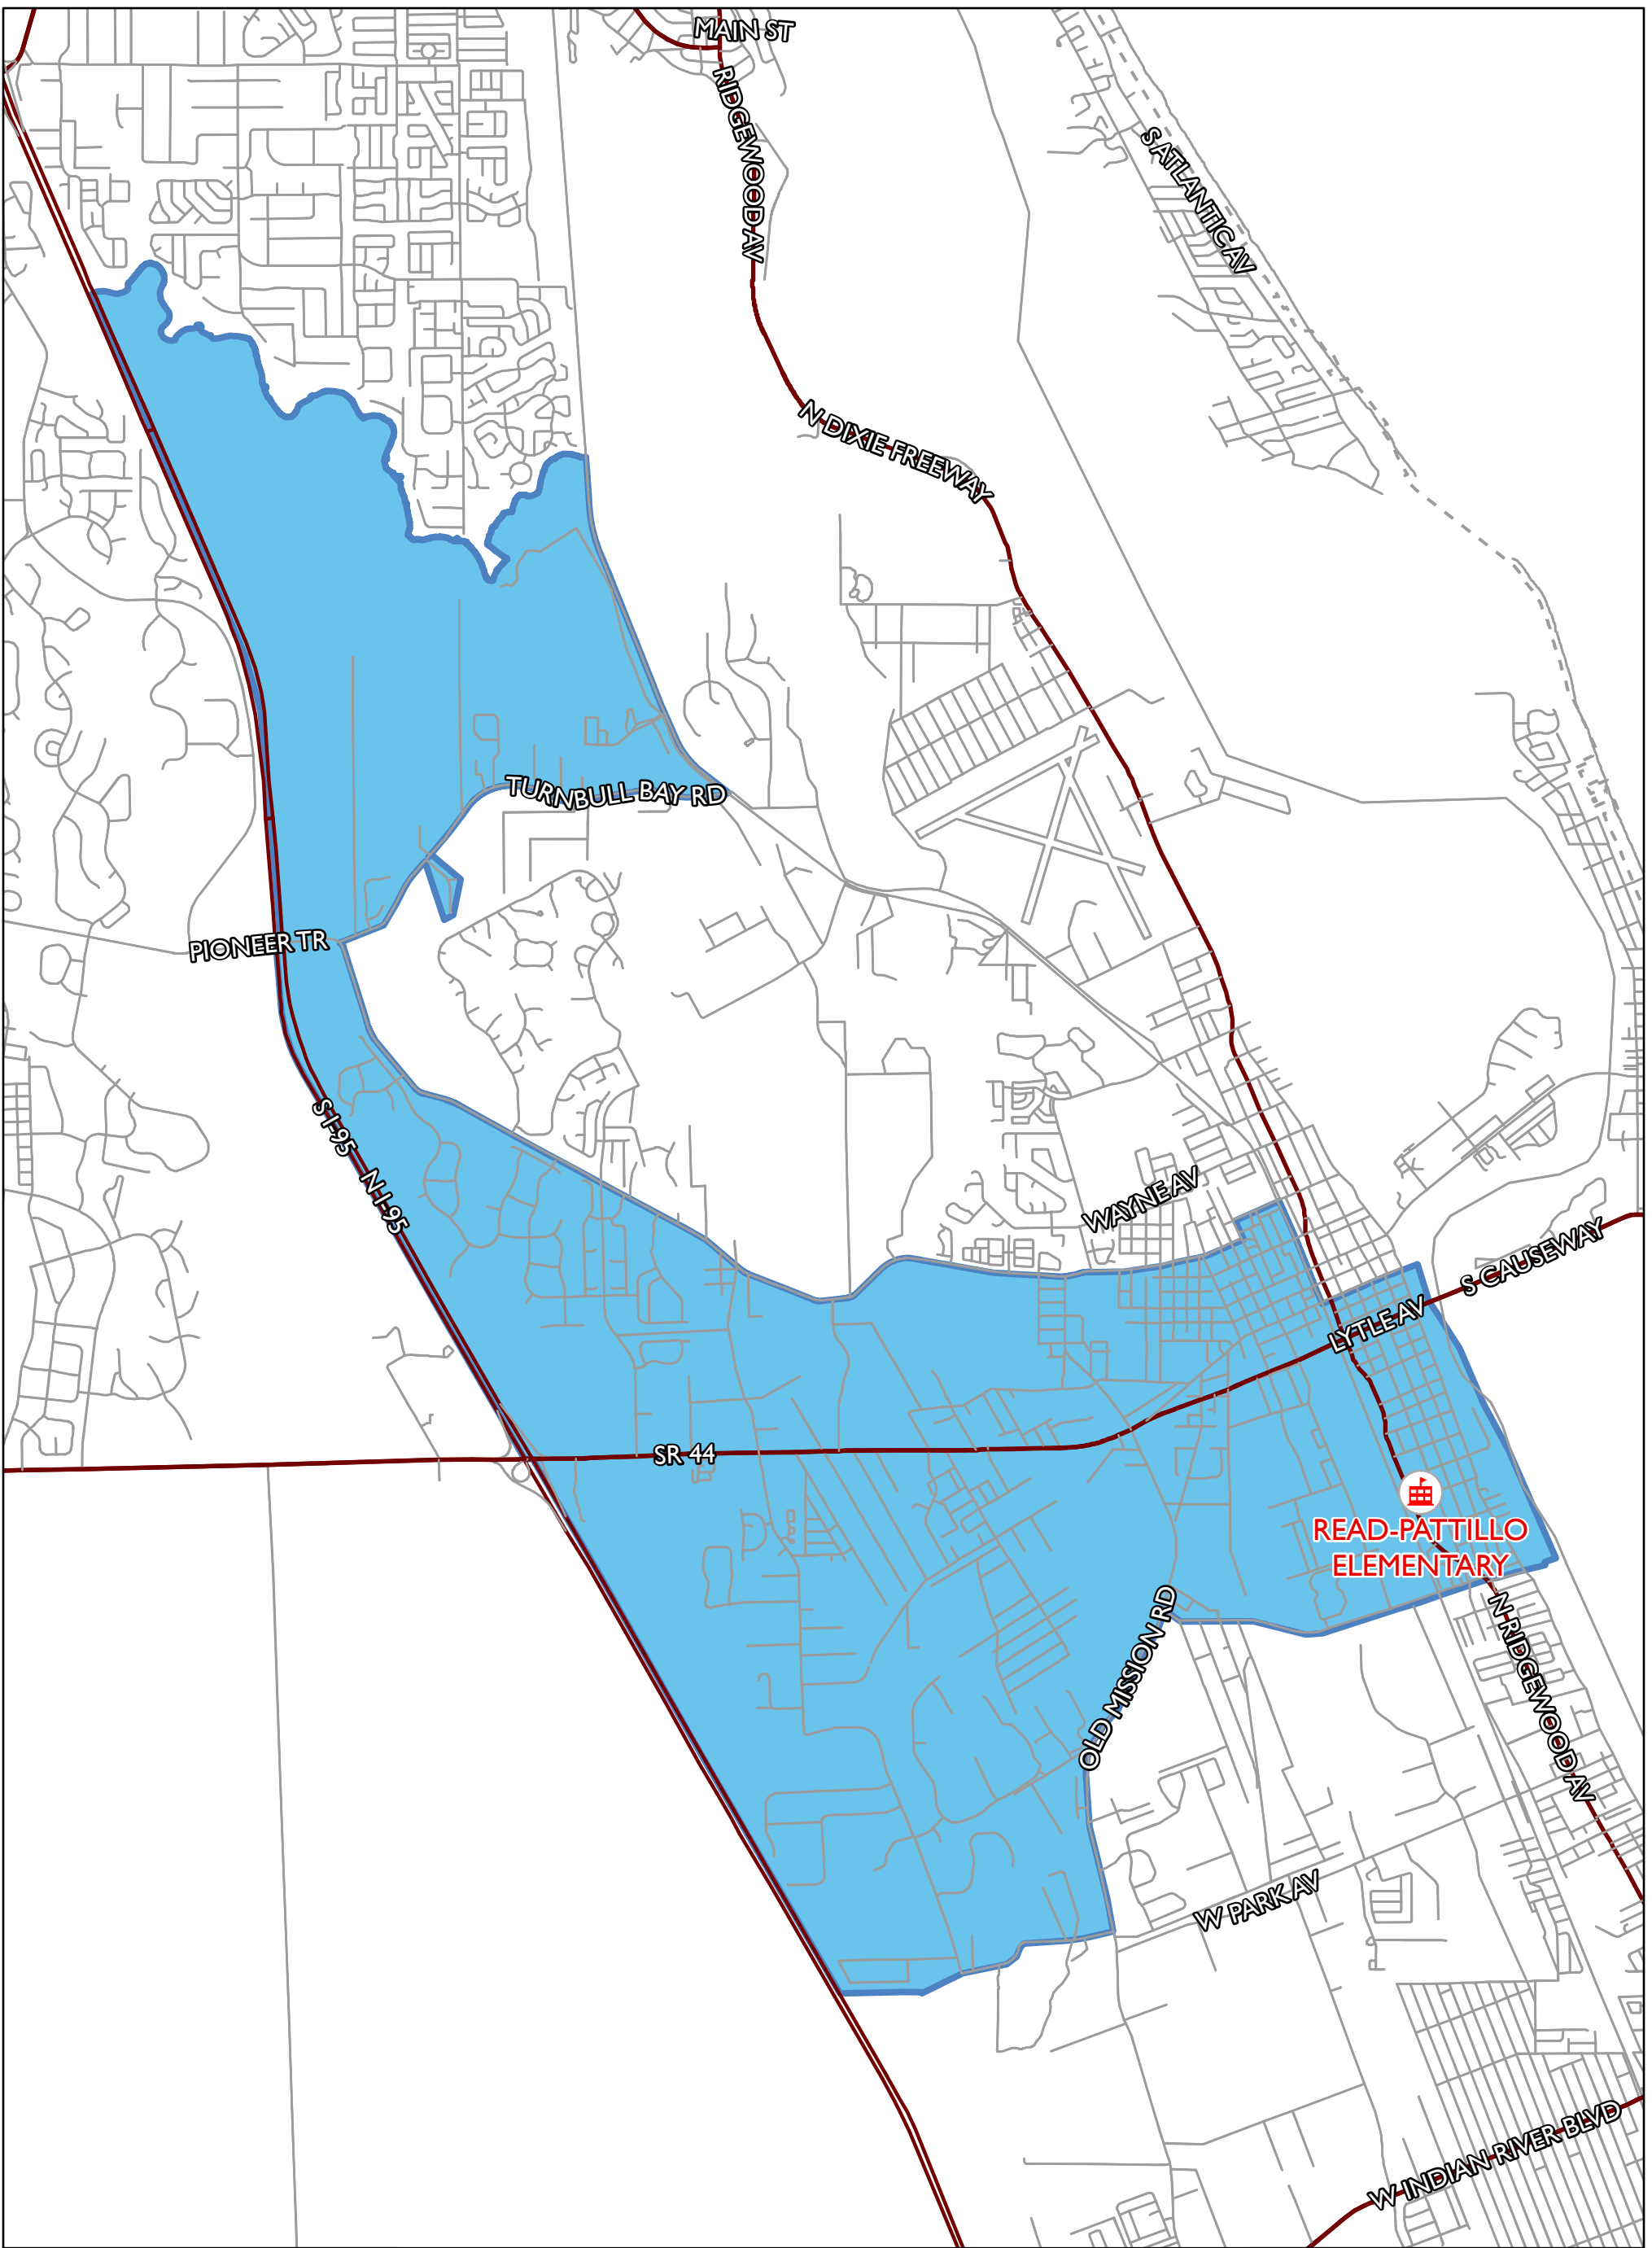 MAIN ST
RIDGEWOOD AV
S ATLANTIC AV
N DIXIE FREEWAY
TURNBULL BAY RD
PIONEER TR
S I-95
N I-95
WAYNE AV
S CAUSEWAY
LYTLE AV
SR 44
READ-PATTILLO
ELEMENTARY
OLD MISSION RD
N RIDGEWOOD AV
W PARK AV
W INDIAN RIVER BLVD